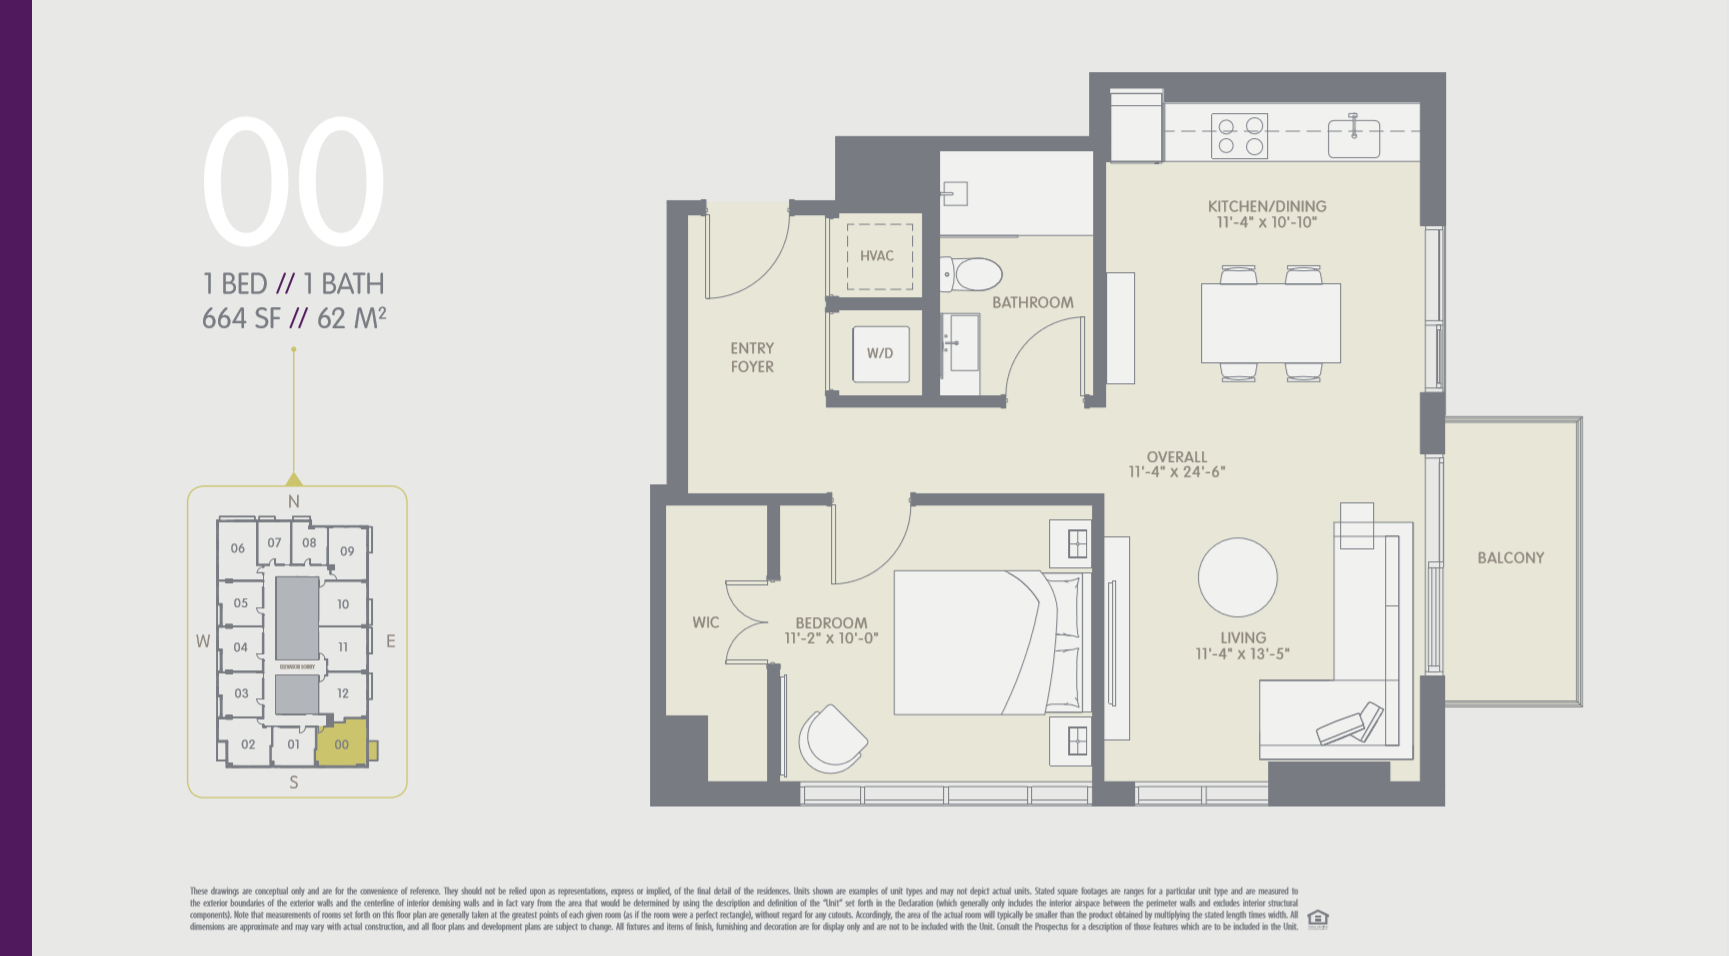 00
1 BED // 1 BATH
664 SF // 62 M²
N
06
07
08
09
05
10
W
04
11
E
ELEVATOR LOBBY
03
12
02
01
00
S
KITCHEN/DINING
11'-4" X 10'-10"
HVAC
BATHROOM
ENTRY
FOYER
W/D
OVERALL
11'-4" X 24'-6"
BALCONY
WIC
BEDROOM
11'-2" X 10'-0"
LIVING
11'-4" X 13'-5"
These drawings are conceptual only and are for the convenience of reference. They should not be relied upon as representations, express or implied, of the final detail of the residences. Units shown are examples of unit types and may not depict actual units. Stated square footages are ranges for a particular unit type and are measured to
the exterior boundaries of the exterior walls and the centerline of interior demising walls and in fact vary from the area that would be determined by using the description and definition of the "Unit" set forth in the Declaration (which generally only includes the interior airspace between the perimeter walls and excludes interior structural
components). Note that measurements of rooms set forth on this floor plan are generally taken at the greatest points of each given room (as if the room were a perfect rectangle), without regard for any cutouts. Accordingly, the area of the actual room will typically be smaller than the product obtained by multiplying the stated length times width. All
dimensions are approximate and may vary with actual construction, and all floor plans and development plans are subject to change. All fixtures and items of finish, furnishing and decoration are for display only and are not to be included with the Unit. Consult the Prospectus for a description of those features which are to be included in the Unit.